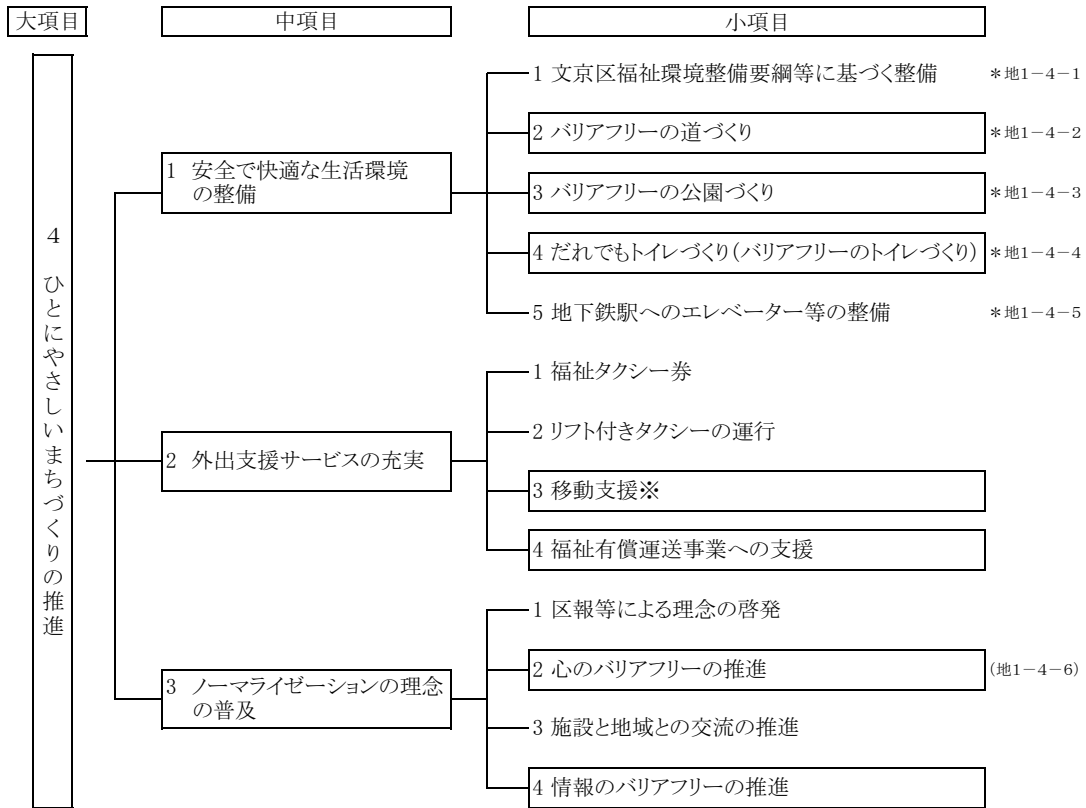 大項目
中項目
小項目
4 ひとにやさしいまちづくりの推進
1 安全で快適な生活環境
の整備
1 文京区福祉環境整備要綱等に基づく整備 *地1-4-1
2 バリアフリーの道づくり *地1-4-2
3 バリアフリーの公園づくり *地1-4-3
4 だれでもトイレづくり(バリアフリーのトイレづくり) *地1-4-4
5 地下鉄駅へのエレベーター等の整備 *地1-4-5
2 外出支援サービスの充実
1 福祉タクシー券
2 リフト付きタクシーの運行
3 移動支援※
4 福祉有償運送事業への支援
3 ノーマライゼーションの理念
の普及
1 区報等による理念の啓発
2 心のバリアフリーの推進 (地1-4-6)
3 施設と地域との交流の推進
4 情報のバリアフリーの推進